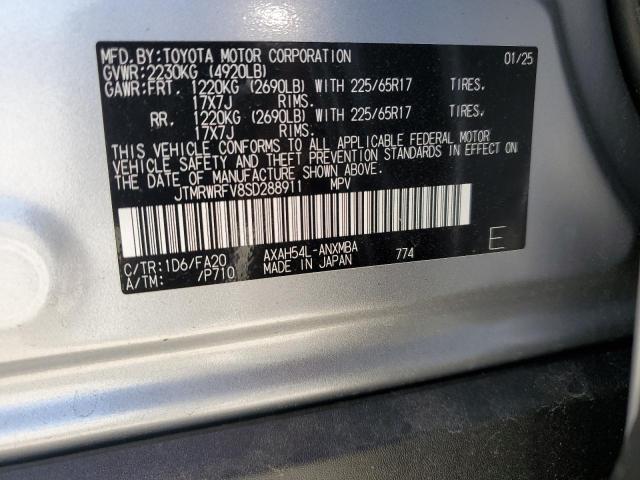 MFD.BY:TOYOTA MOTOR CORPORATION 01/25
GVWR:2230KG (4920LB)
GAWR:FRT. 1220KG (2690LB) WITH 225/65R17 TIRES.
17X7J RIMS.
RR. 1220KG (2690LB) WITH 225/65R17 TIRES.
17X7J RIMS.
THIS VEHICLE CONFORMS TO ALL APPLICABLE FEDERAL MOTOR
VEHICLE SAFETY AND THEFT PREVENTION STANDARDS IN EFFECT ON
THE DATE OF MANUFACTURE SHOWN ABOVE.
JTMRWRFV8SD288911 MPV
C/TR:1D6/FA20 AXAH54L-ANXMBA 774 E
A/TM: /P710 MADE IN JAPAN